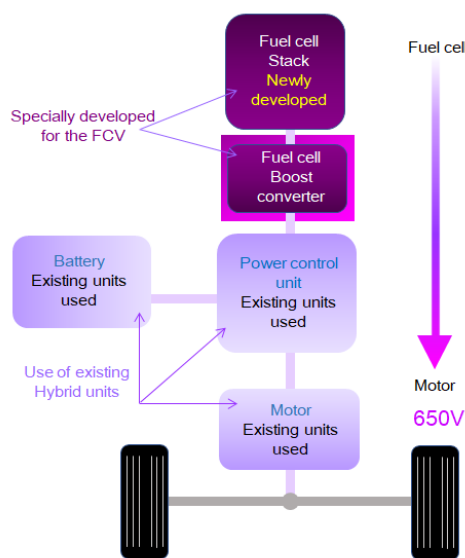 Fuel cell
Stack
Newly
developed
Fuel cel
Specially developed
for the FCV
Fuel cell
Boost
converter
Battery
Existing units
used
Power control
unit
Existing units
used
Use of existing
Hybrid units
Motor
Existing units
used
Motor
650V